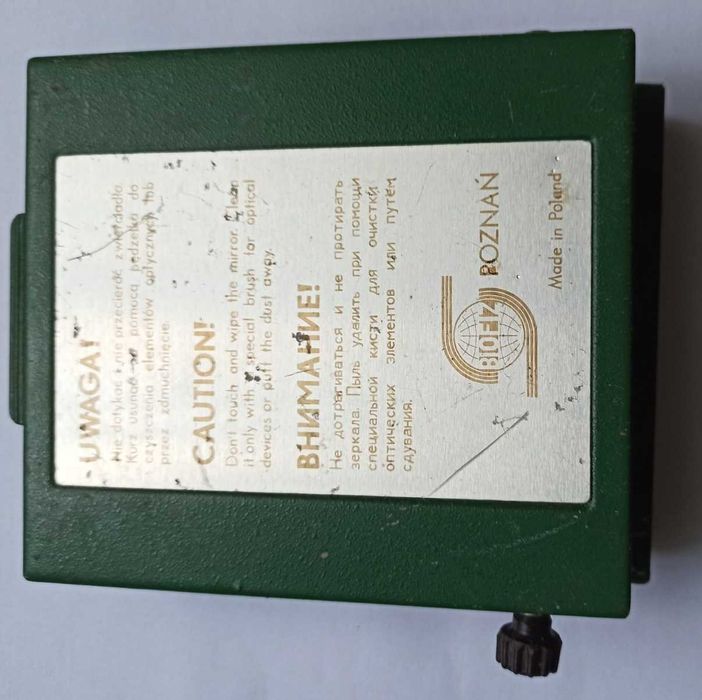 UWAGA!
Nie dotykać i nie przecierać zwierciadła.
Kurz usunąć za pomocą pędzelka do
czyszczenia elementów optycznych lub
przez zdmuchnięcie.
CAUTION!
Don't touch and wipe the mirror. Clean
it only with a special brush for optical
devices or puff the dust away.
ВНИМАНИЕ!
Не дотрагиваться и не протирать
зеркала. Пыль удалить при помощи
специальной кисти для очистки
оптических элементов или путём
сдувания.
POZNAŃ
Made in Poland